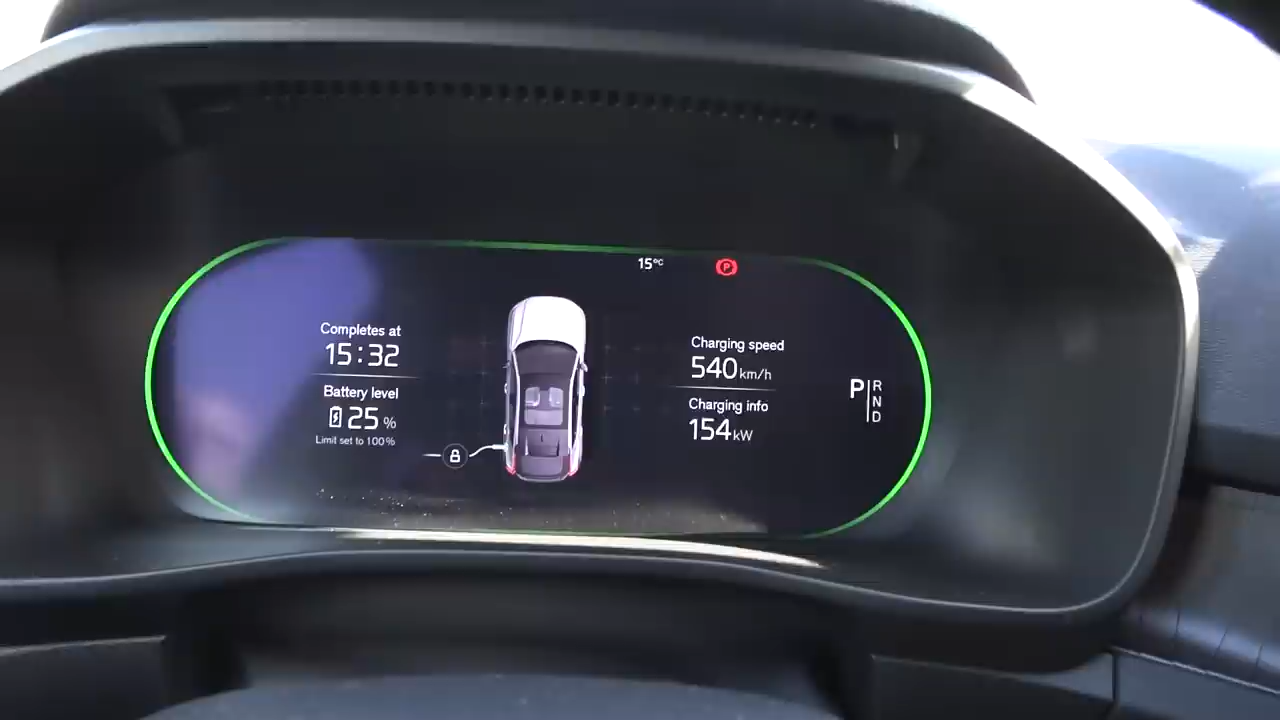 15°C
P
Completes at
15:32
Battery level
25 %
Limit set to 100%
Charging speed
540 km/h
Charging info
154 kW
P
R
N
D